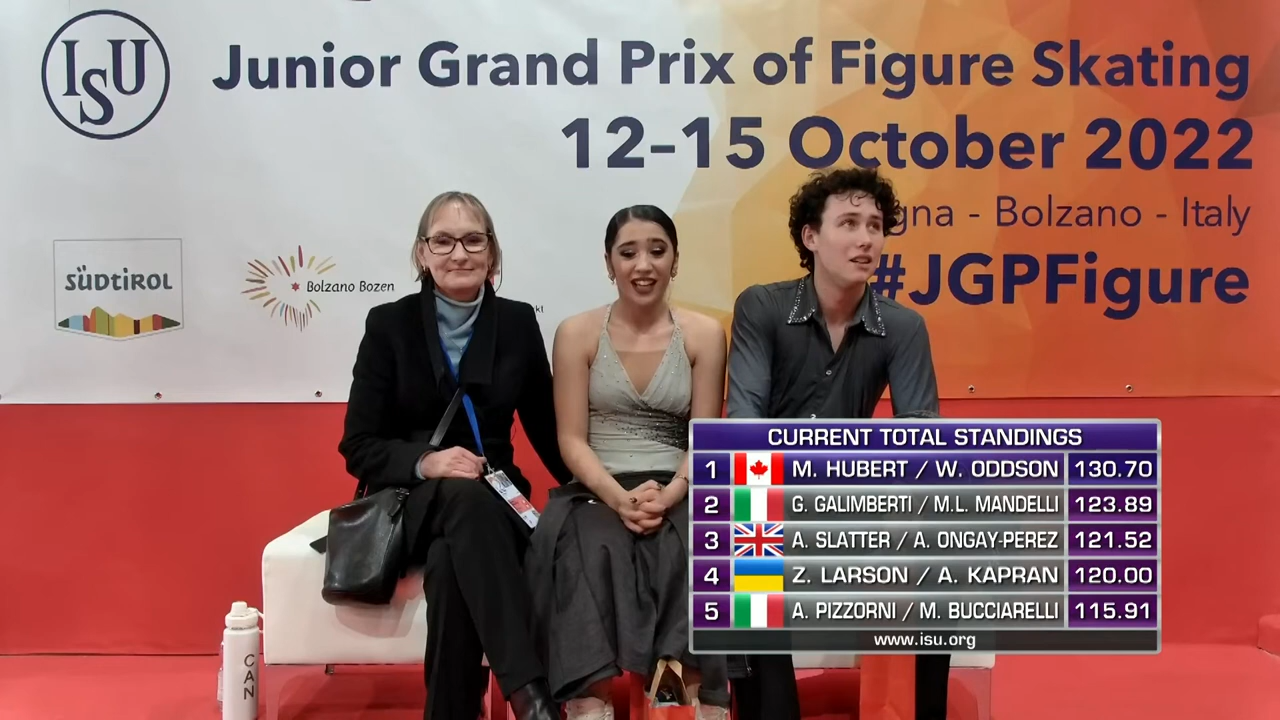 ISU
Junior Grand Prix of Figure Skating
12-15 October 2022
gna - Bolzano - Italy
#JGPFigure
SÜDTIROL
Bolzano Bozen
kt
CURRENT TOTAL STANDINGS
1 M. HUBERT / W. ODDSON 130.70
2 G. GALIMBERTI / M.L. MANDELLI 123.89
3 A. SLATTER / A. ONGAY-PEREZ 121.52
4 Z. LARSON / A. KAPRAN 120.00
5 A. PIZZORNI / M. BUCCIARELLI 115.91
www.isu.org
CAN